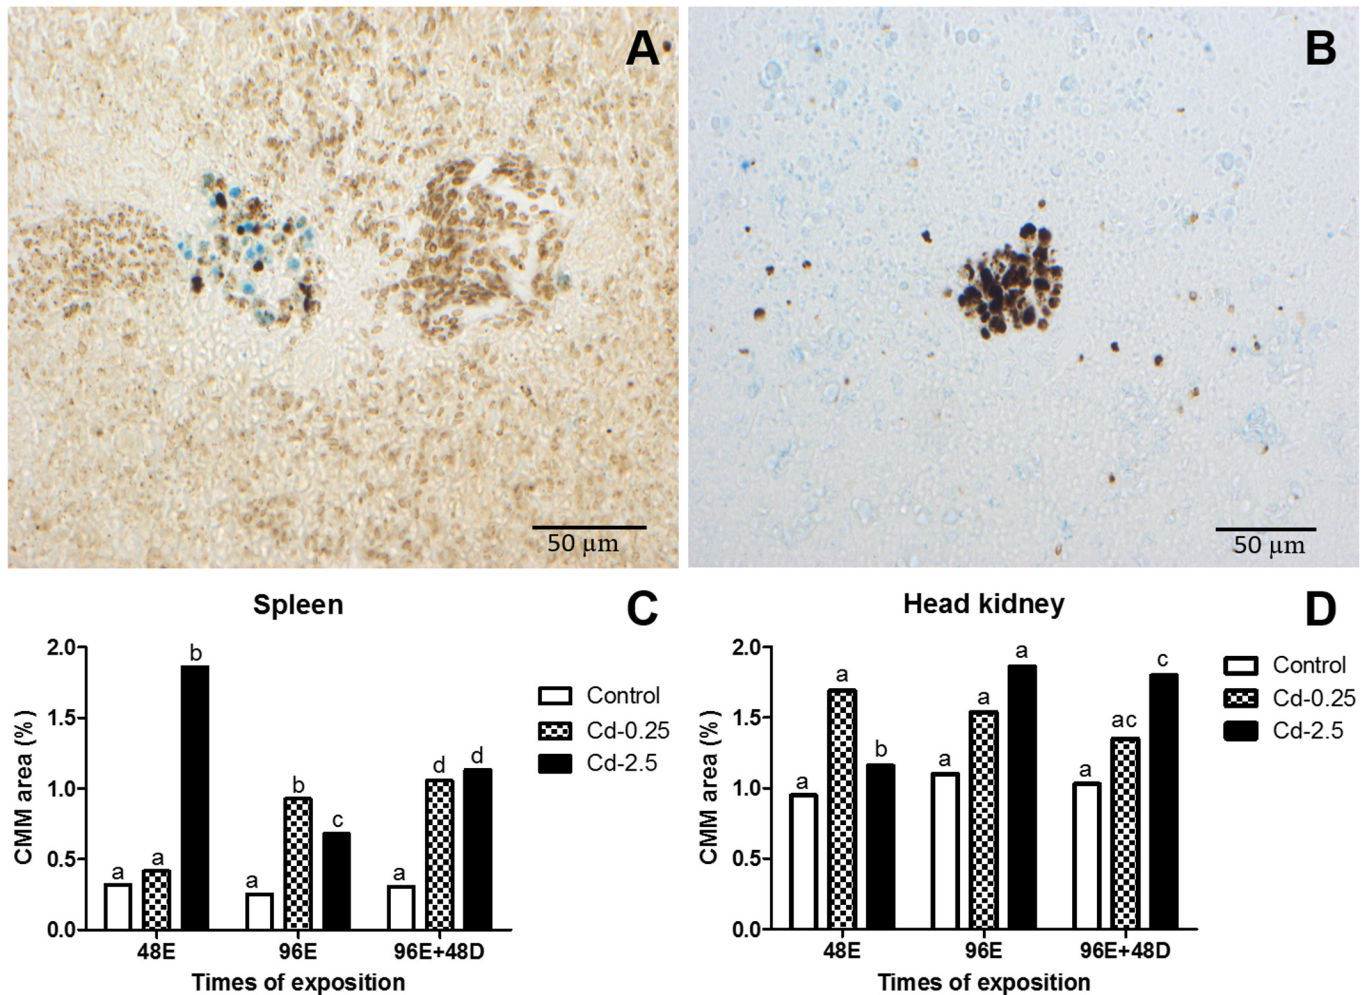 A
B
50 µm
50 µm
Spleen
C
2.0
1.5
1.0
0.5
0.0
CMM area (%)
a a b
a b c
a d d
48E 96E 96E+48D
Times of exposition
Control
Cd-0.25
Cd-2.5
Head kidney
D
2.0
1.5
1.0
0.5
0.0
CMM area (%)
a a b
a a a
a ac c
48E 96E 96E+48D
Times of exposition
Control
Cd-0.25
Cd-2.5